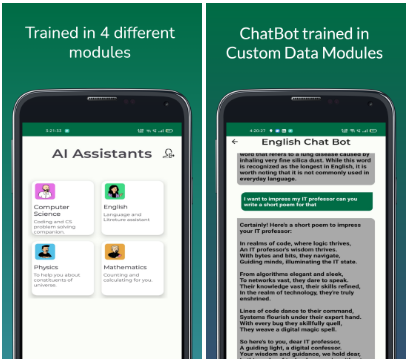 Trained in 4 different
modules
AI Assistants
Computer
Science
Coding and CS
problem solving
companion.
English
Language and
Literature assistant
Physics
To help you about
constituents of
universe
Mathematics
Counting and
calculating for you
ChatBot trained in
Custom Data Modules
English Chat Bot
word that refers to a lung disease caused by
inhaling very fine silica dust. While this word
is recognized as the longest in English, it is
worth noting that it is not commonly used in
everyday language.
I want to impress my IT professor can you
write a short poem for that
Certainly! Here's a short poem to impress
your IT professor:
In realms of code, where logic thrives,
An IT professor's wisdom thrives.
With bytes and bits, they navigate,
Guiding minds, illuminating the IT state.
From algorithms elegant and sleek,
To networks vast, they dare to speak.
Their knowledge vast, their skills refined,
In the realm of technology, they're truly
enshrined.
Lines of code dance to their command,
Systems flourish under their expert hand.
With every bug they skillfully quell,
They weave a digital magic spell.
So here's to you, dear IT professor,
A guiding light, a digital confessor.
Your wisdom and guidance, we hold dear,